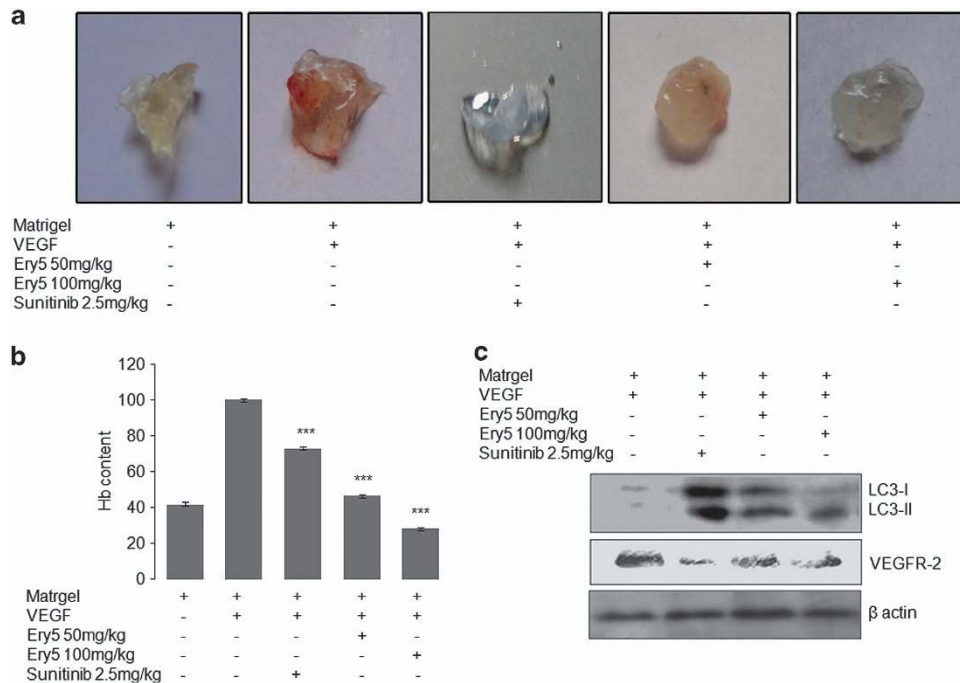 a
Matrigel + + + + +
VEGF - + + + +
Ery5 50mg/kg - - - + -
Ery5 100mg/kg - - - - +
Sunitinib 2.5mg/kg - - + - -
b
Hb content
120
100
80
60
40
20
0
*** *** ***
Matrgel + + + + +
VEGF - + + + +
Ery5 50mg/kg - - - + -
Ery5 100mg/kg - - - - +
Sunitinib 2.5mg/kg - - + - -
c
Matrgel + + + +
VEGF + + + +
Ery5 50mg/kg - - + -
Ery5 100mg/kg - - - +
Sunitinib 2.5mg/kg - + - -
LC3-I
LC3-II
VEGFR-2
β actin